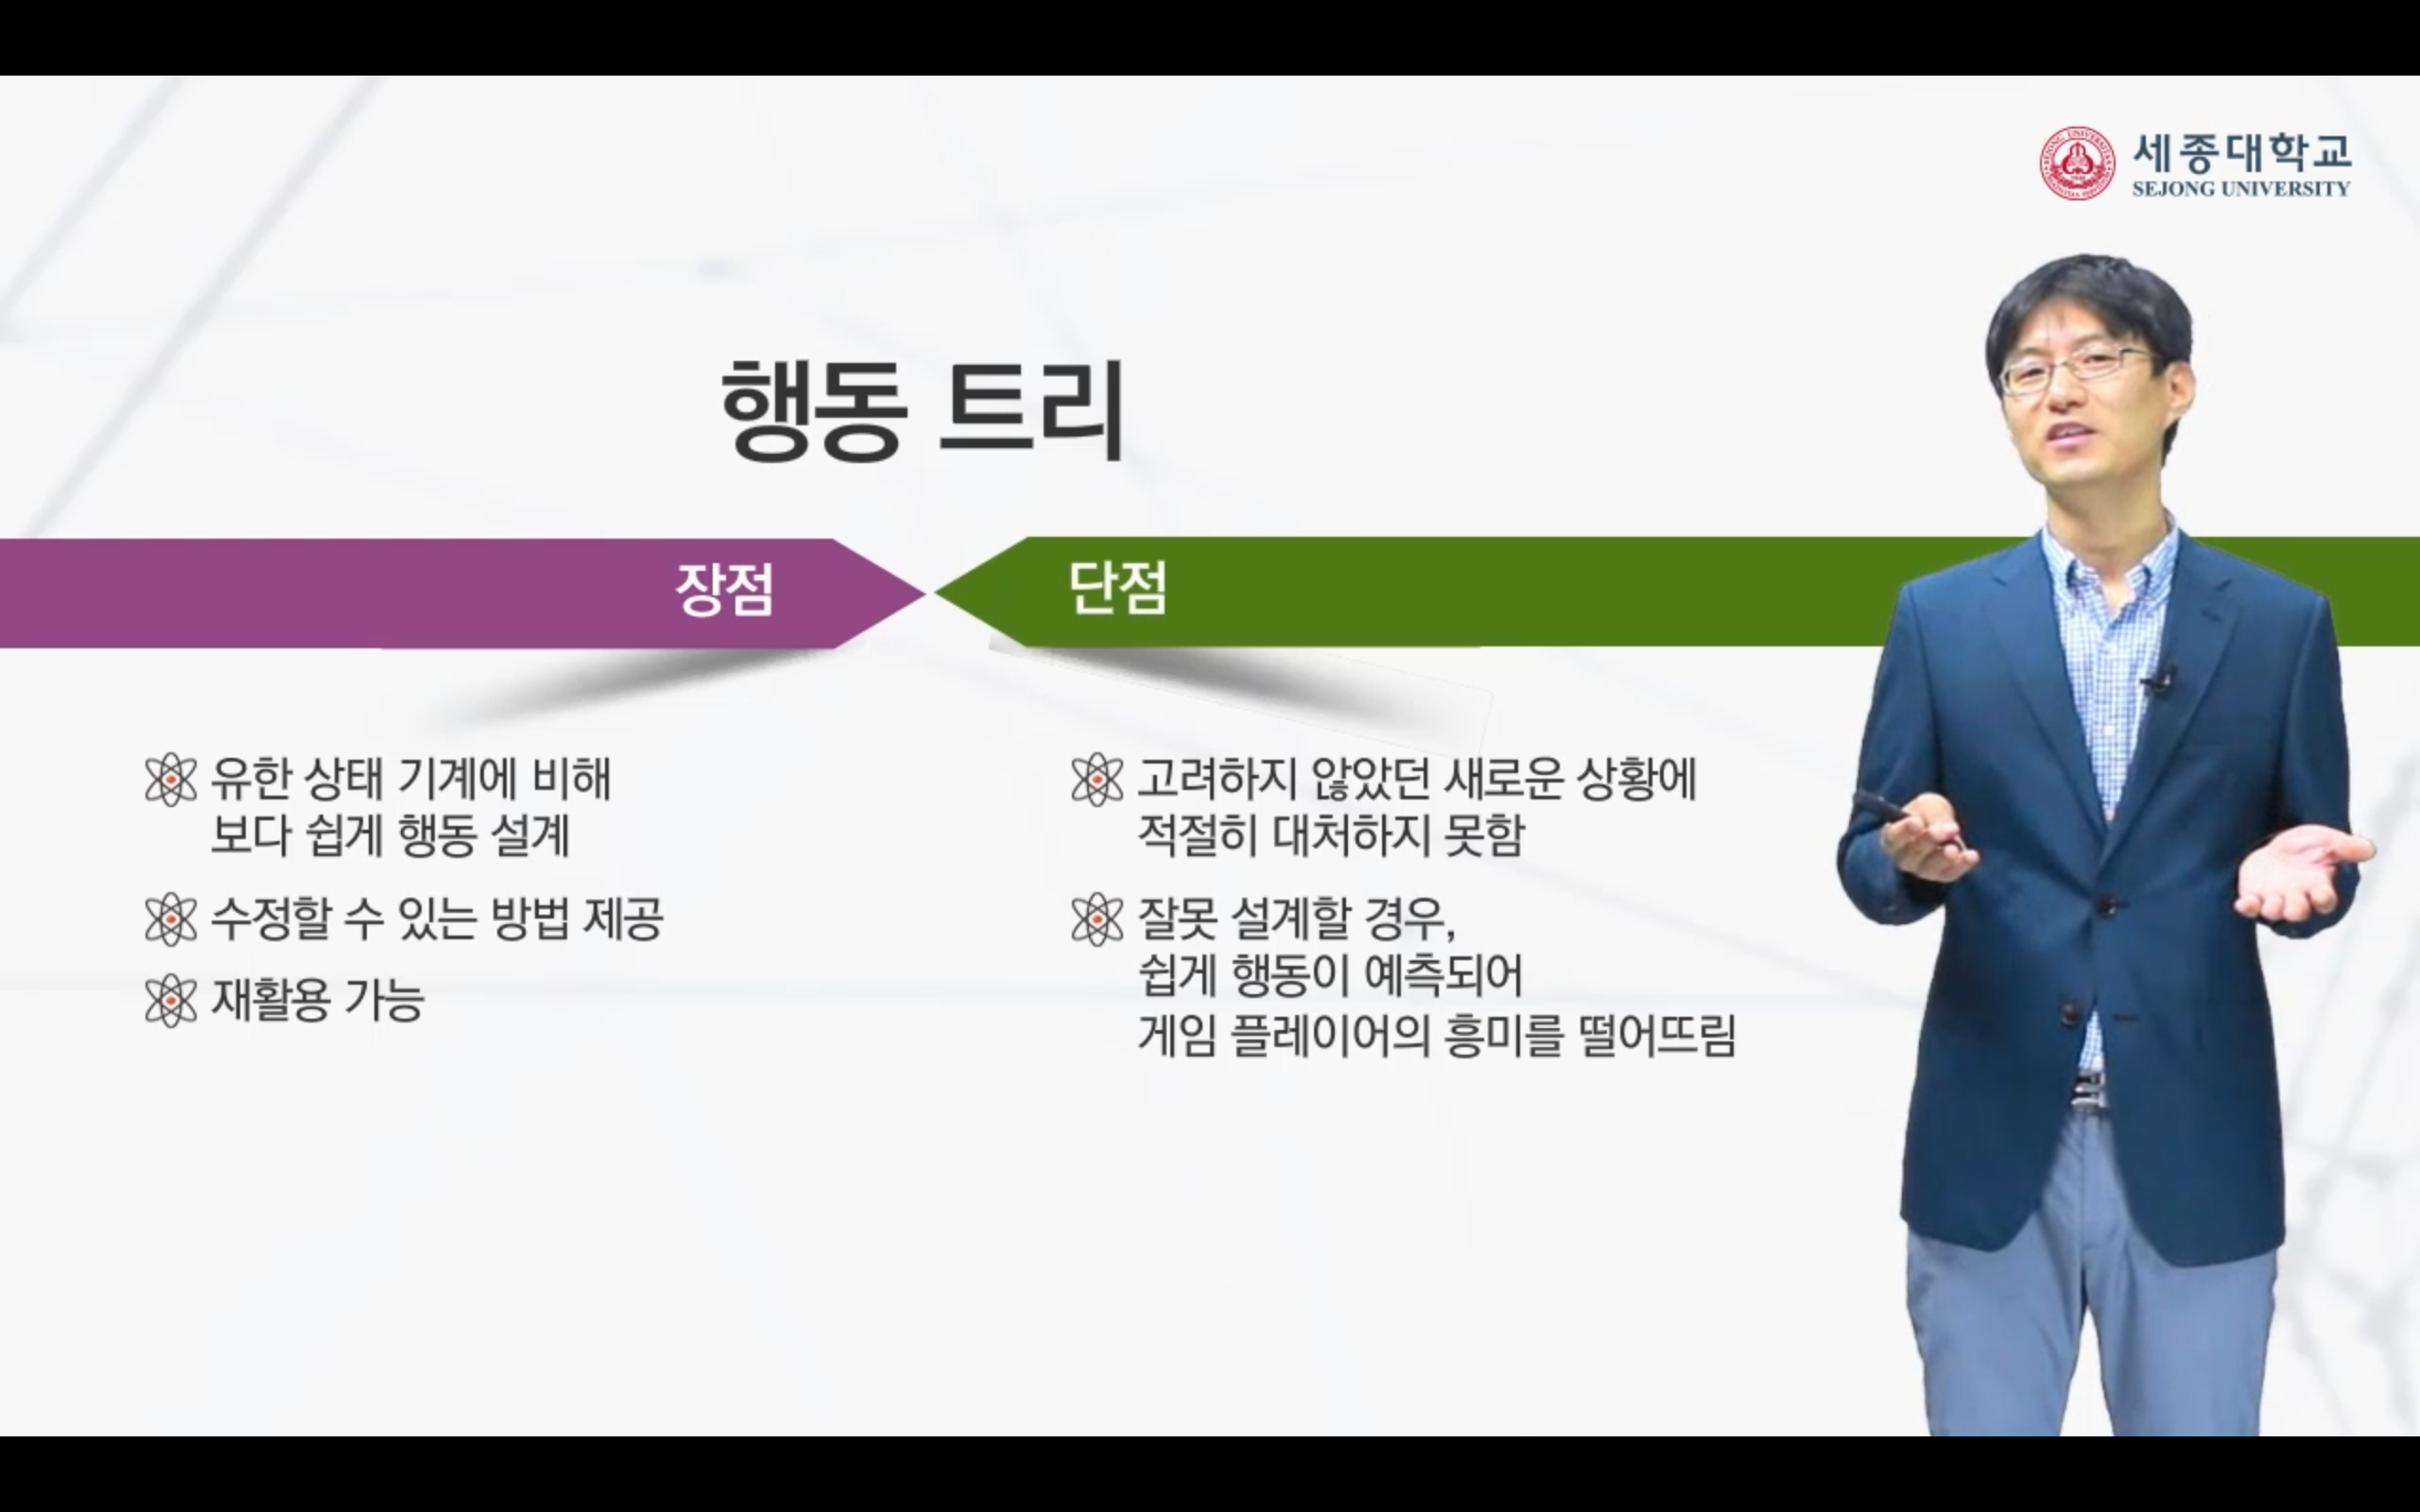 세종대학교
SEJONG UNIVERSITY
행동 트리
장점
유한 상태 기계에 비해
보다 쉽게 행동 설계
수정할 수 있는 방법 제공
재활용 가능
단점
고려하지 않았던 새로운 상황에
적절히 대처하지 못함
잘못 설계할 경우,
쉽게 행동이 예측되어
게임 플레이어의 흥미를 떨어뜨림